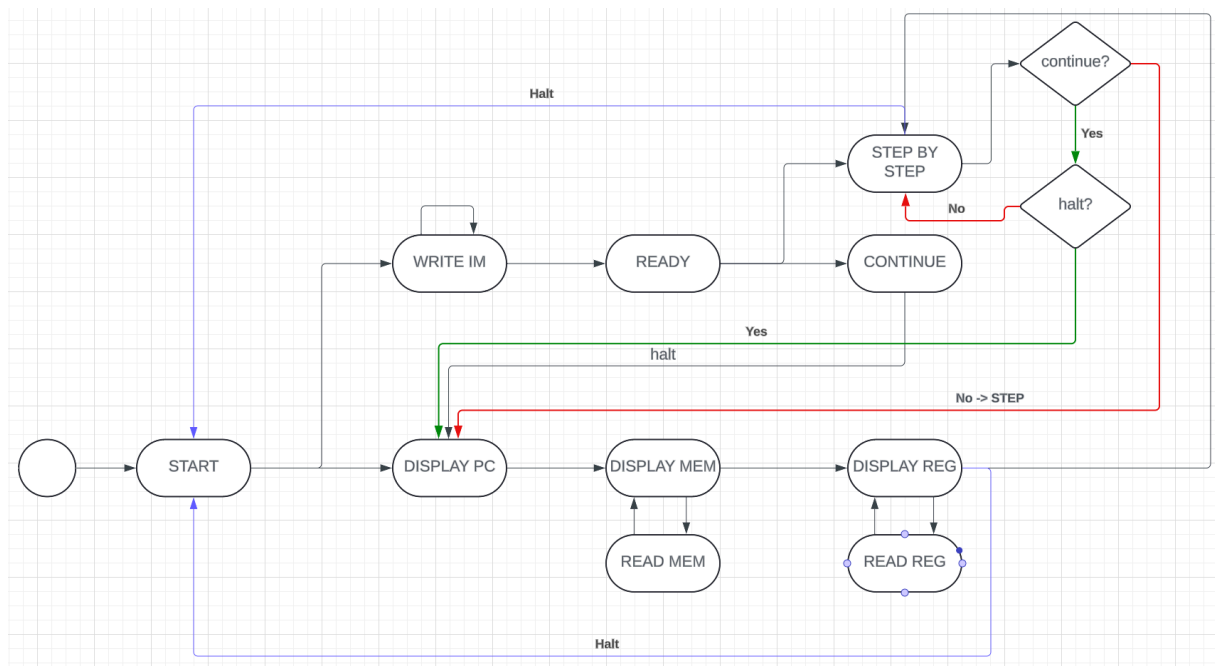 continue?
Halt
Yes
STEP BY
STEP
halt?
No
WRITE IM
READY
CONTINUE
Yes
halt
No -> STEP
START
DISPLAY PC
DISPLAY MEM
DISPLAY REG
READ MEM
READ REG
Halt